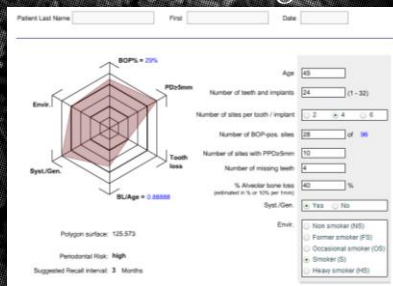 Patient Last Name First Date
BOP% = 29%
PD≥5mm
Tooth
loss
BL/Age = 0.88888
Syst./Gen.
Envir.
Polygon surface: 125.573
Periodontal Risk: high
Suggested Recall Interval: 3 Months
Age 45
Number of teeth and implants 24 (1 - 32)
Number of sites per tooth / implant 2 4 6
Number of BOP-pos. sites 28 of 96
Number of sites with PPD≥5mm 10
Number of missing teeth 4
% Alveolar bone loss 40 %
(estimated in % or 10% per 1mm)
Syst./Gen. Yes No
Envir. Non smoker (NS)
Former smoker (FS)
Occasional smoker (OS)
Smoker (S)
Heavy smoker (HS)